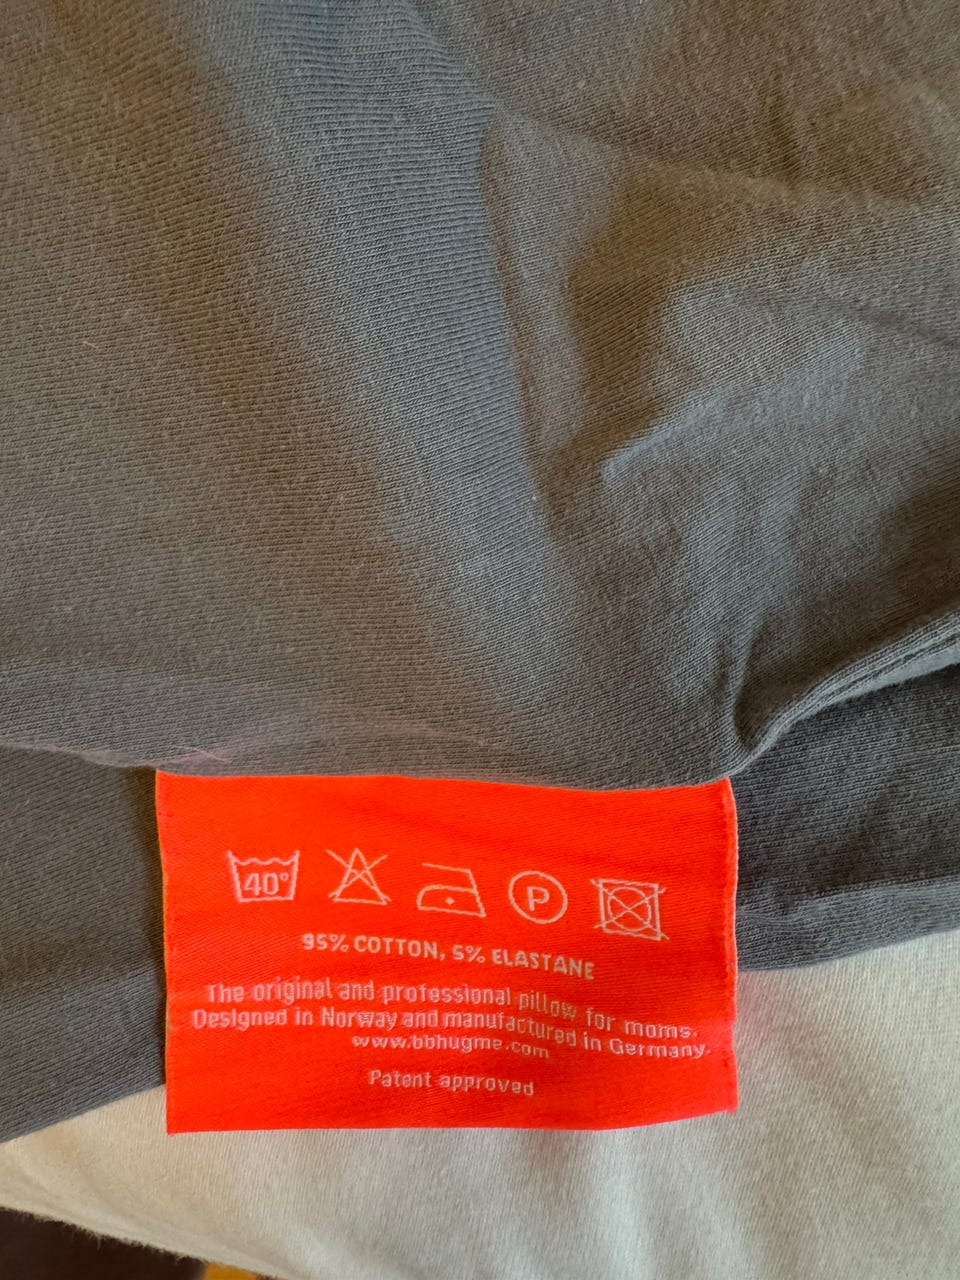 40°
P
95% COTTON, 5% ELASTANE
The original and professional pillow for moms.
Designed in Norway and manufactured in Germany.
www.bbhugme.com
Patent approved